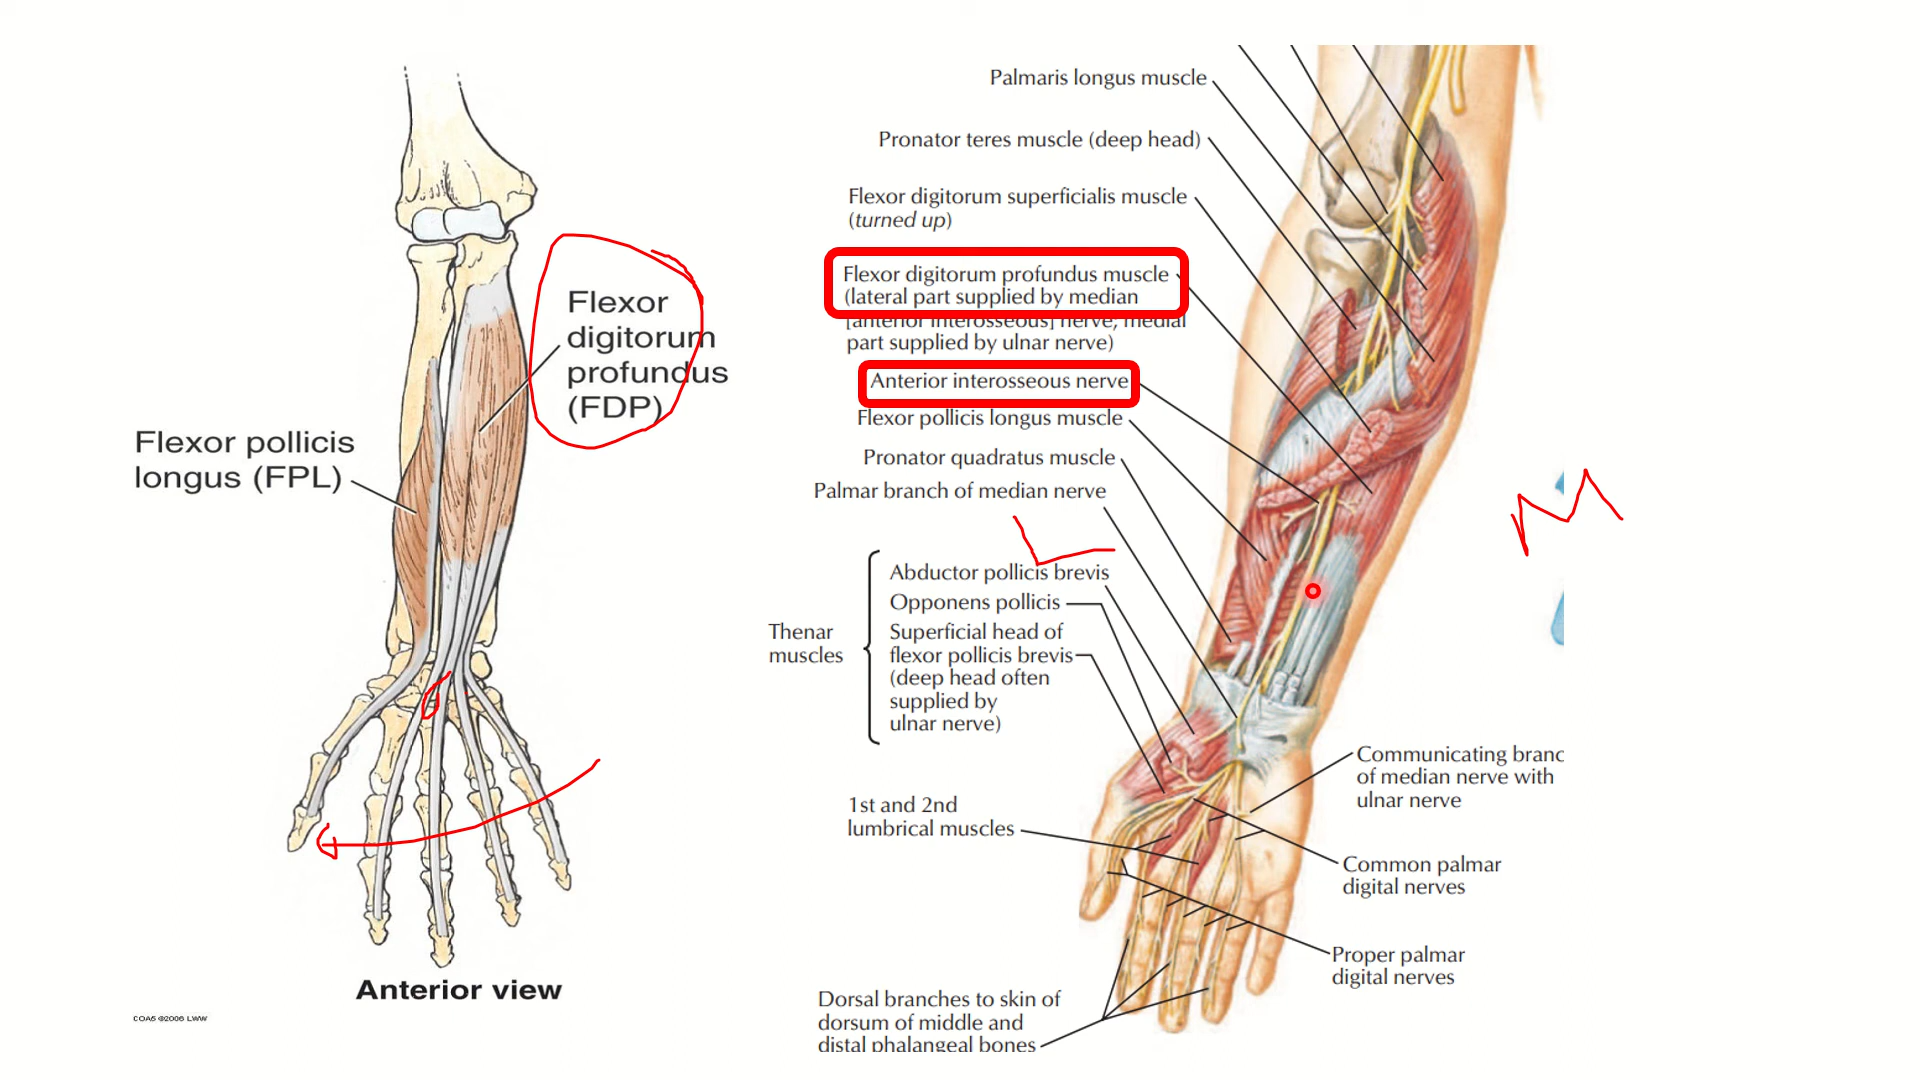 Flexor
digitorum
profundus
(FDP)
Flexor pollicis
longus (FPL)
Anterior view
COA5 ©2006 LWW
Palmaris longus muscle
Pronator teres muscle (deep head)
Flexor digitorum superficialis muscle
(turned up)
Flexor digitorum profundus muscle
(lateral part supplied by median
[anterior interosseous] nerve; medial
part supplied by ulnar nerve)
Anterior interosseous nerve
Flexor pollicis longus muscle
Pronator quadratus muscle
Palmar branch of median nerve
Thenar
muscles
Abductor pollicis brevis
Opponens pollicis
Superficial head of
flexor pollicis brevis
(deep head often
supplied by
ulnar nerve)
1st and 2nd
lumbrical muscles
Dorsal branches to skin of
dorsum of middle and
distal phalangeal bones
Communicating branc
of median nerve with
ulnar nerve
Common palmar
digital nerves
Proper palmar
digital nerves
M